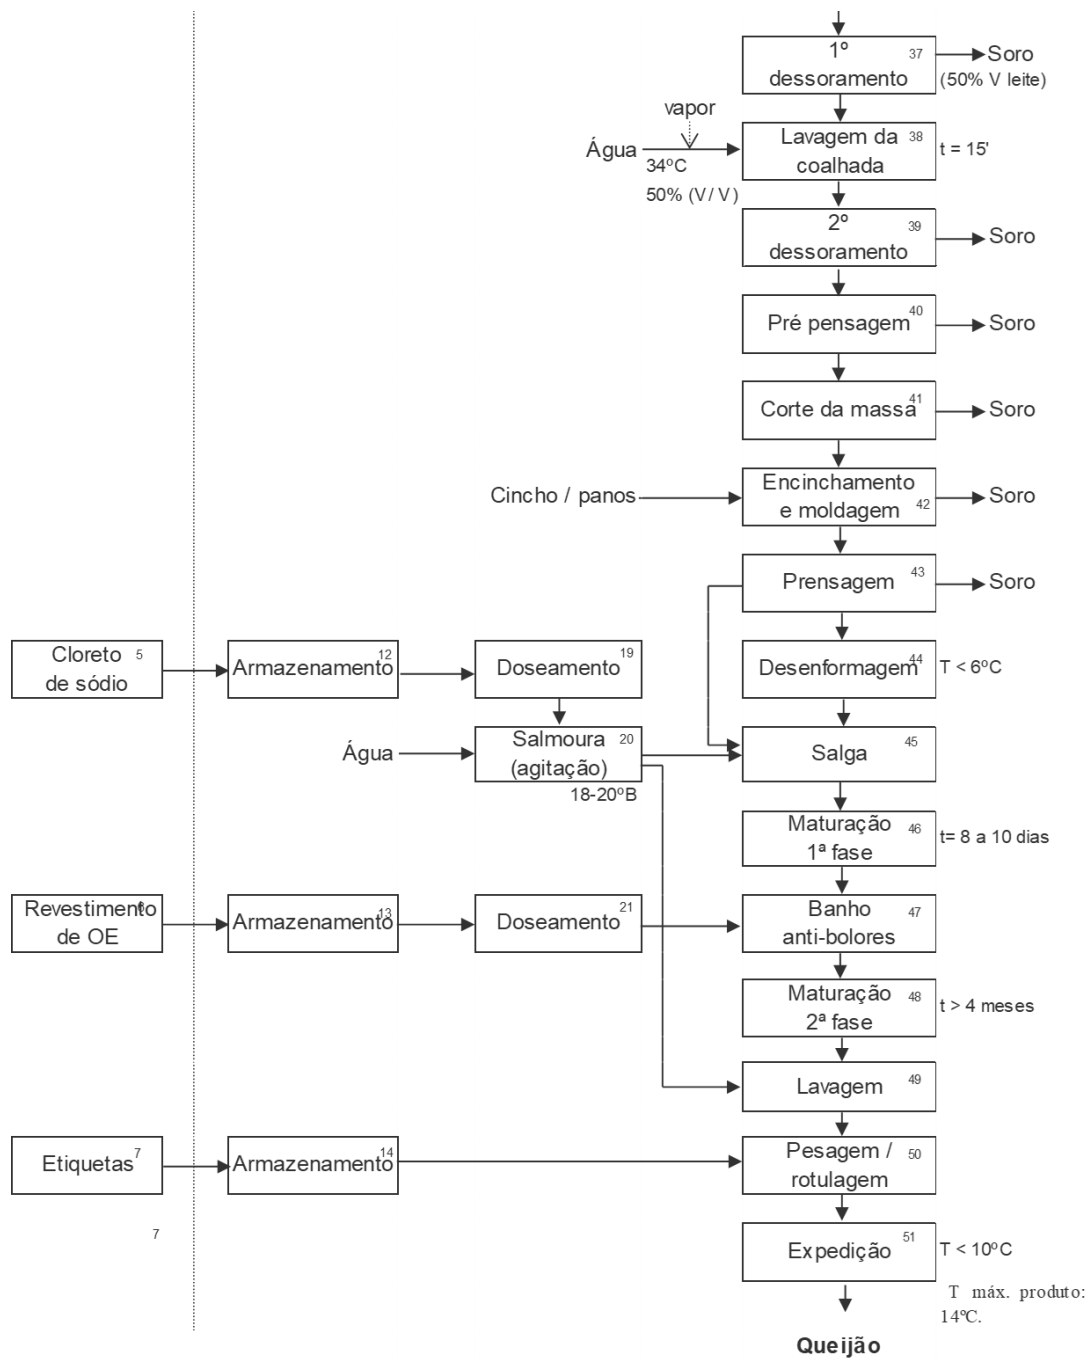 1º 37
dessoramento
Soro
(50% V leite)
vapor
Água
34ºC
50% (V/ V)
Lavagem da 38
coalhada
t = 15'
2º 39
dessoramento
Soro
Pré pensagem 40
Soro
Corte da massa 41
Soro
Cincho / panos
Encinchamento
e moldagem 42
Soro
Prensagem 43
Soro
Cloreto 5
de sódio
Armazenamento 12
Doseamento 19
Desenformagem 44
T < 6ºC
Água
Salmoura 20
(agitação)
18-20ºB
Salga 45
Maturação 46
1ª fase
t= 8 a 10 dias
Revestimento
de OE
Armazenamento 13
Doseamento 21
Banho 47
anti-bolores
Maturação 48
2ª fase
t > 4 meses
Lavagem 49
Etiquetas 7
Armazenamento 14
Pesagem / 50
rotulagem
7
Expedição 51
T < 10ºC
T máx. produto:
14ºC.
Queijão